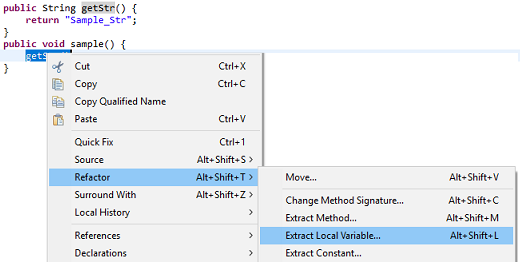 public String getStr() {
return "Sample_Str";
}
public void sample() {
}
Cut Ctrl+X
Copy Ctrl+C
Copy Qualified Name
Paste Ctrl+V
Quick Fix Ctrl+1
Source Alt+Shift+S >
Refactor Alt+Shift+T >
Surround With Alt+Shift+Z >
Local History >
References >
Declarations >
Move... Alt+Shift+V
Change Method Signature... Alt+Shift+C
Extract Method... Alt+Shift+M
Extract Local Variable... Alt+Shift+L
Extract Constant...